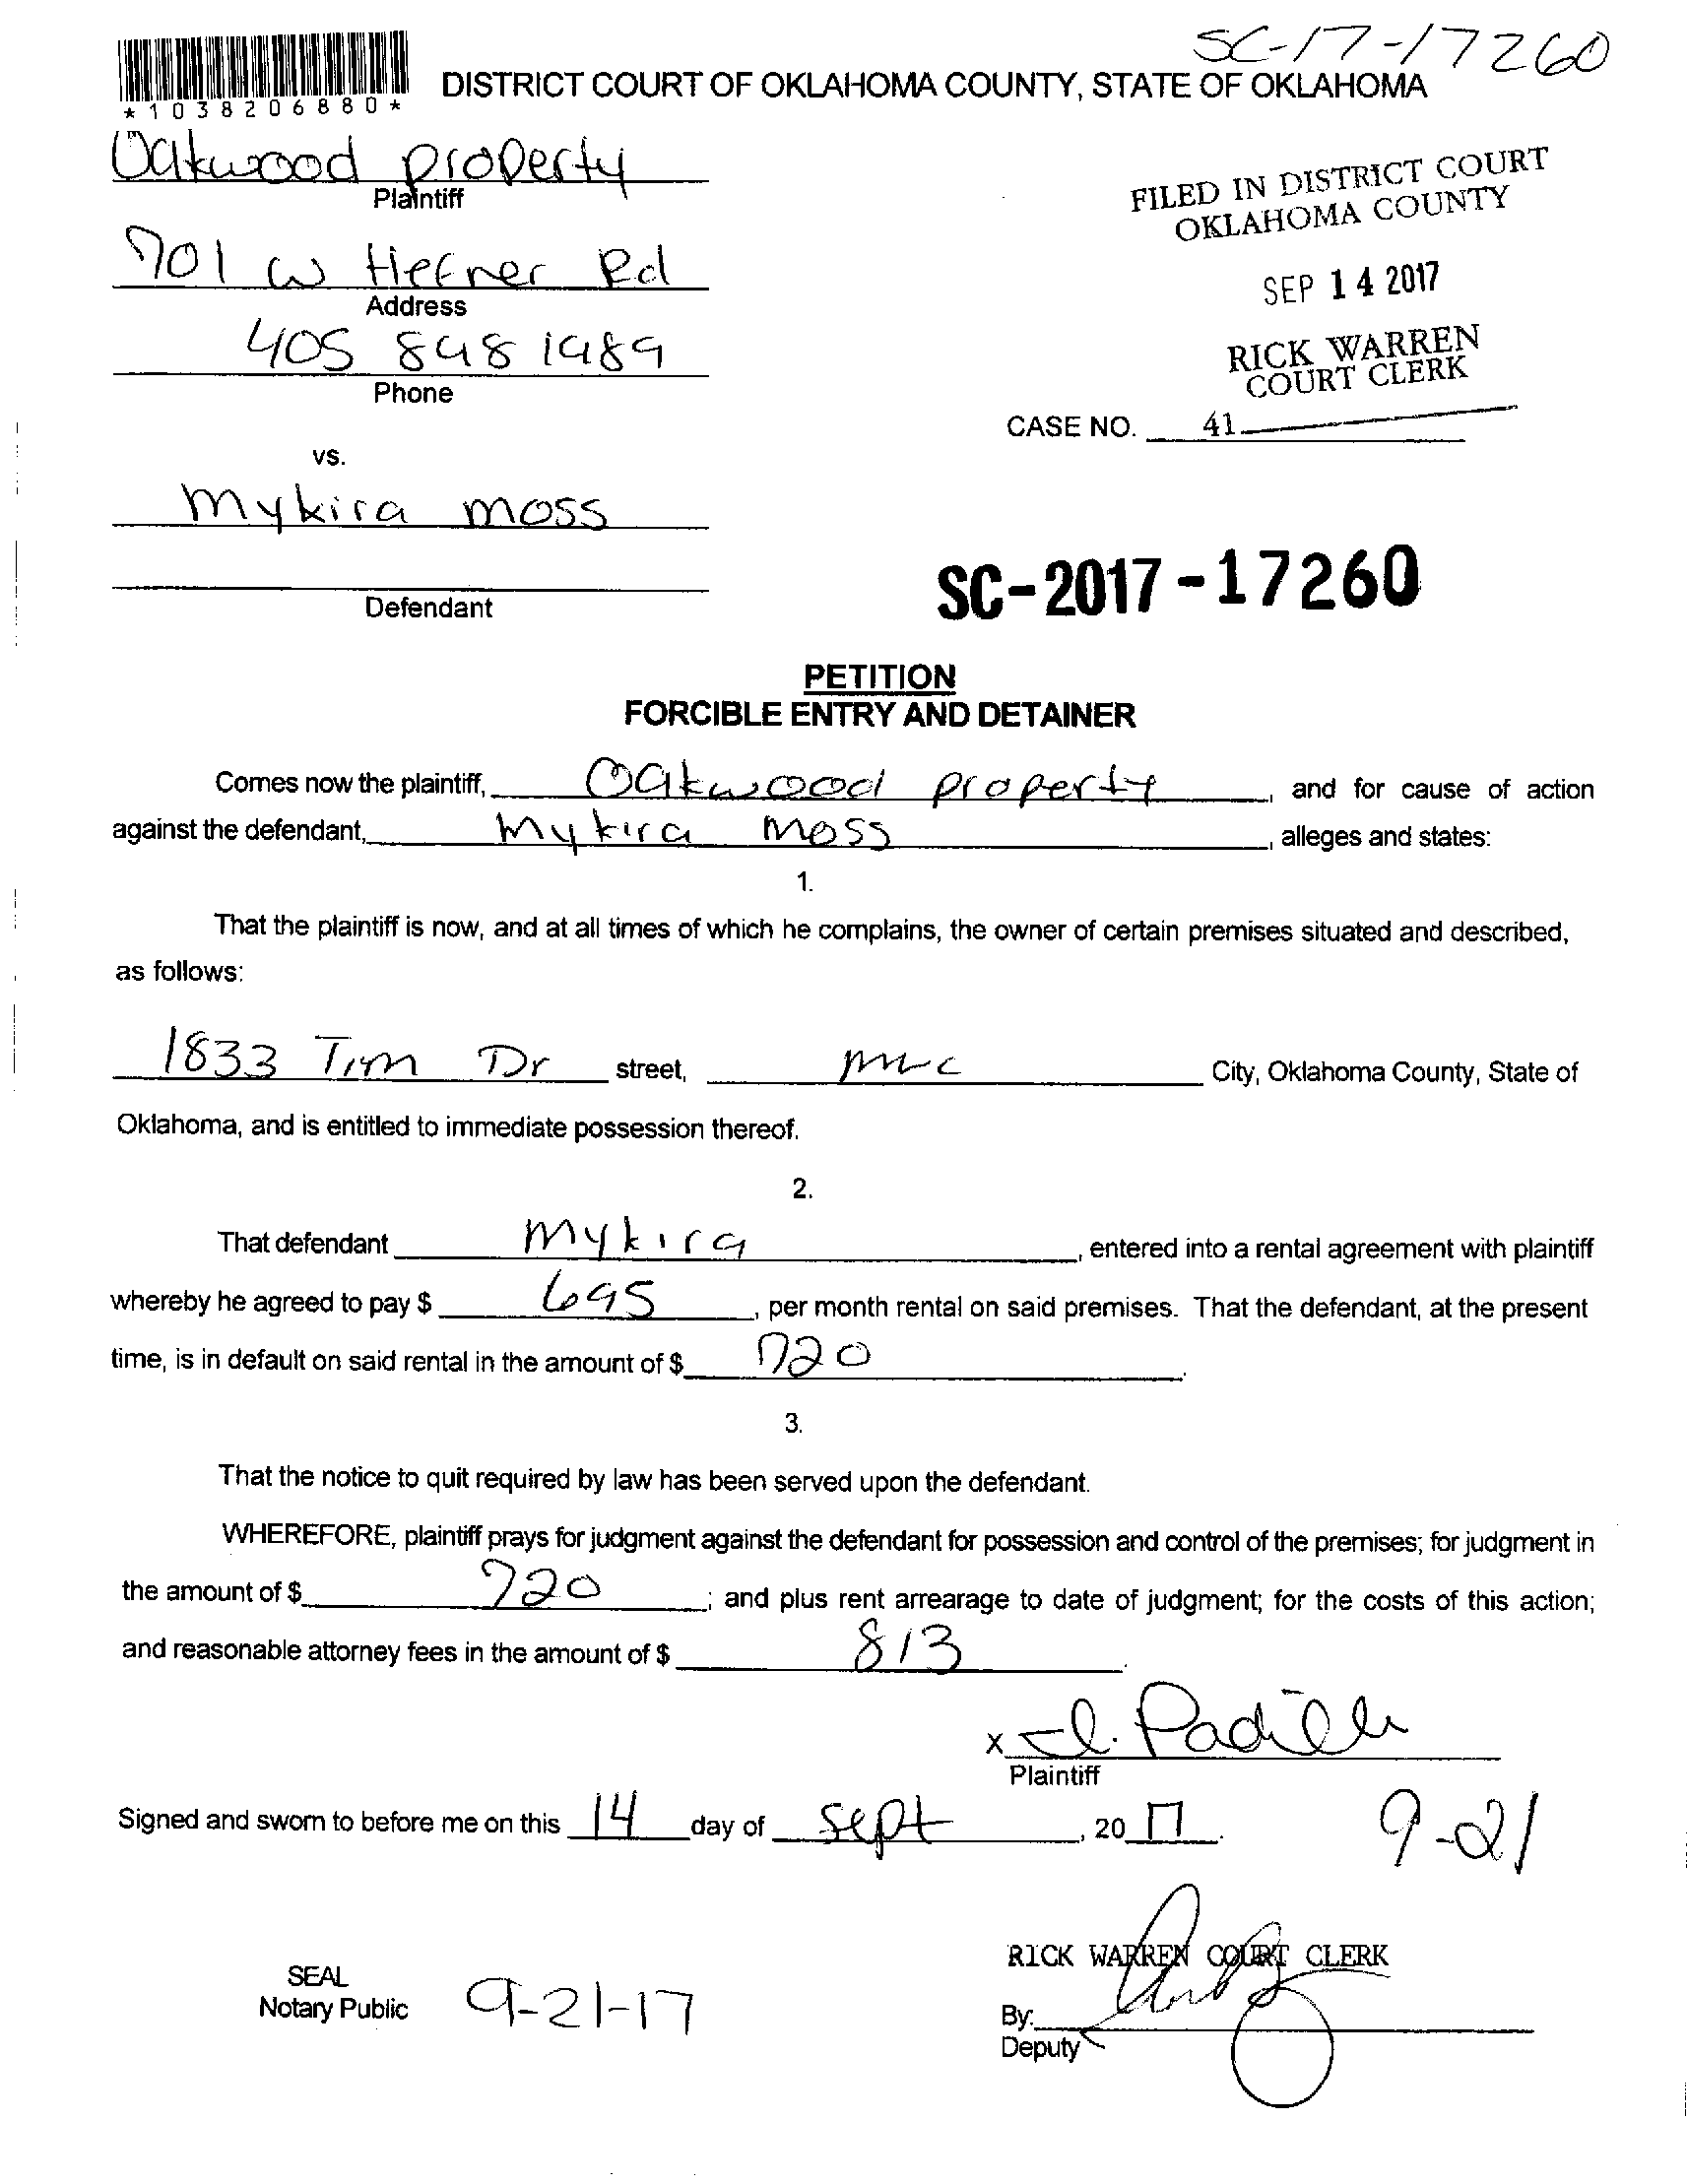 SC-17-17260
*1038206880*
DISTRICT COURT OF OKLAHOMA COUNTY, STATE OF OKLAHOMA
Oakwood property
Plaintiff
FILED IN DISTRICT COURT
OKLAHOMA COUNTY
701 W Hefner Rd
Address
SEP 14 2017
405 848 1989
Phone
RICK WARREN
COURT CLERK
CASE NO. 41
vs.
Mykira moss
Defendant
SC-2017-17260
PETITION
FORCIBLE ENTRY AND DETAINER
Comes now the plaintiff, Oakwood property, and for cause of action
against the defendant, Mykira Moss, alleges and states:
1.
That the plaintiff is now, and at all times of which he complains, the owner of certain premises situated and described,
as follows:
1833 Tim Dr street, City, Oklahoma County, State of
Oklahoma, and is entitled to immediate possession thereof.
2.
That defendant Mykira, entered into a rental agreement with plaintiff
whereby he agreed to pay $ 695, per month rental on said premises. That the defendant, at the present
time, is in default on said rental in the amount of $ 720.
3.
That the notice to quit required by law has been served upon the defendant.
WHEREFORE, plaintiff prays for judgment against the defendant for possession and control of the premises; for judgment in
the amount of $ 720; and plus rent arrearage to date of judgment; for the costs of this action;
and reasonable attorney fees in the amount of $ 813.
x I. Padilla
Plaintiff
Signed and sworn to before me on this 14 day of Sept, 20 17.
9-21
RICK WARREN COURT CLERK
SEAL
Notary Public 9-21-17
By:
Deputy